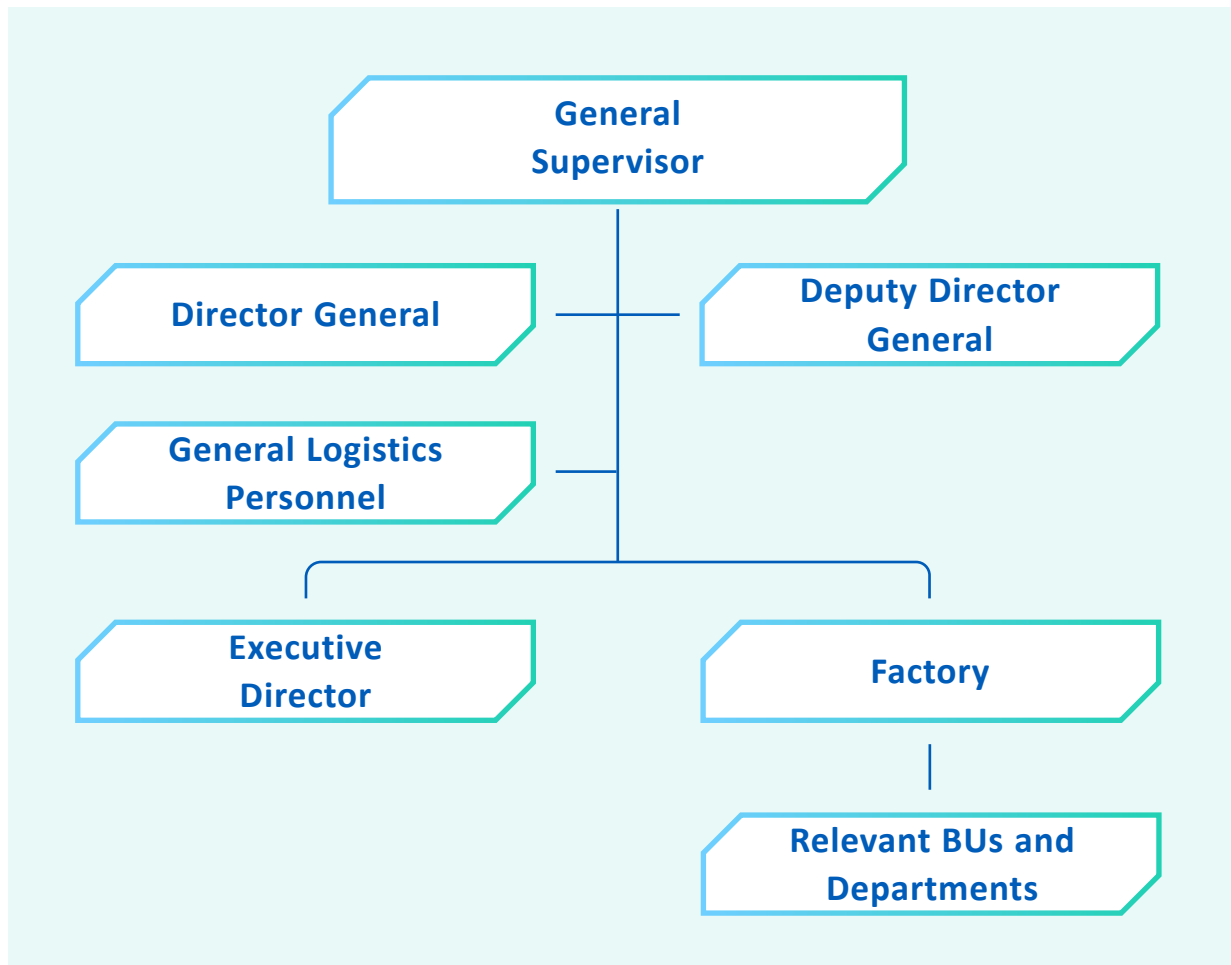 General
Supervisor
Director General
Deputy Director
General
General Logistics
Personnel
Executive
Director
Factory
Relevant BUs and
Departments